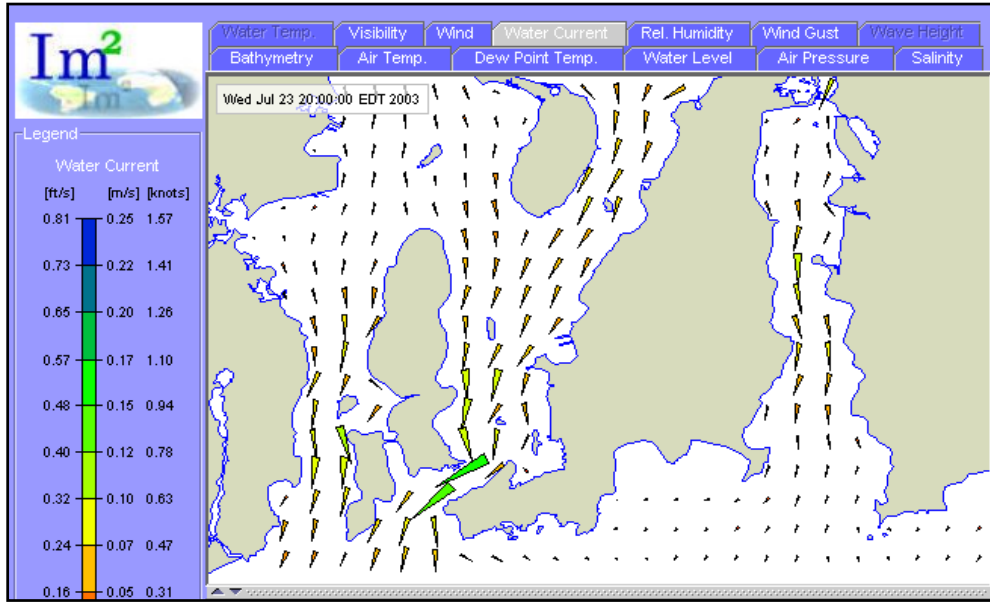 Im²
Im²
Water Temp. Visibility Wind Water Current Rel. Humidity Wind Gust Wave Height
Bathymetry Air Temp. Dew Point Temp. Water Level Air Pressure Salinity
Wed Jul 23 20:00:00 EDT 2003
Legend
Water Current
[ft/s] [m/s] [knots]
0.81 0.25 1.57
0.73 0.22 1.41
0.65 0.20 1.26
0.57 0.17 1.10
0.48 0.15 0.94
0.40 0.12 0.78
0.32 0.10 0.63
0.24 0.07 0.47
0.16 0.05 0.31